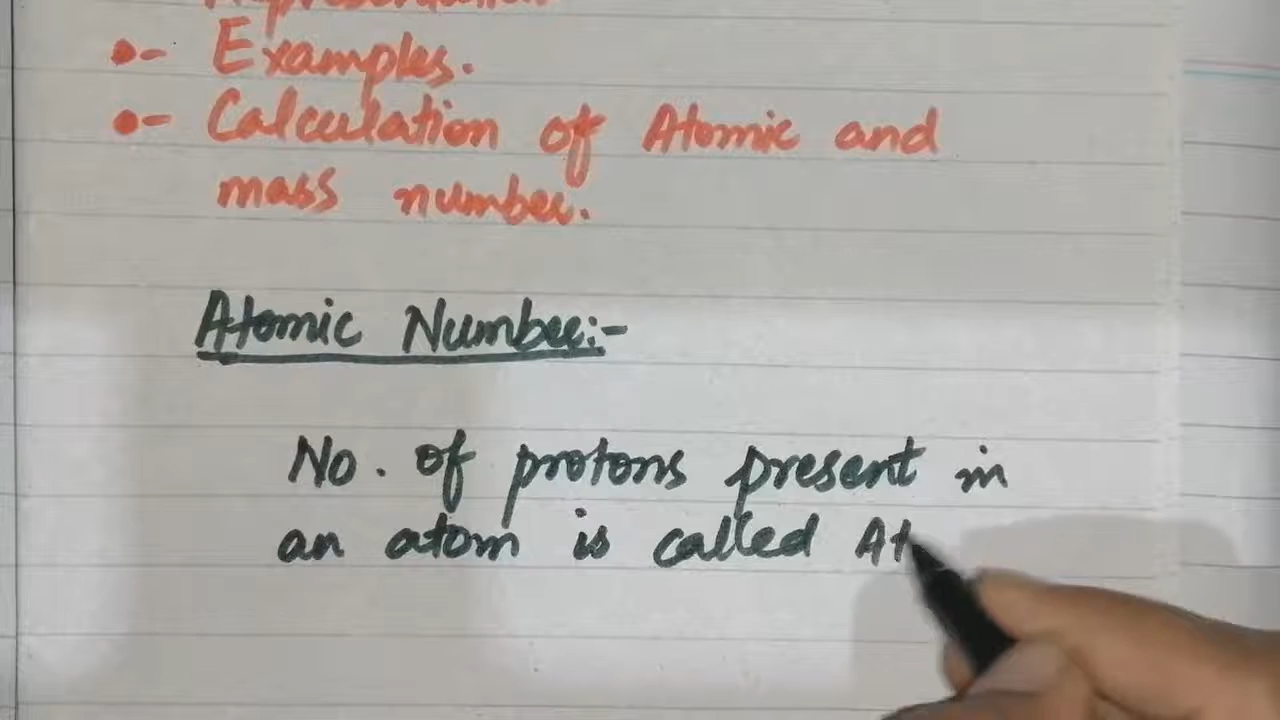 •- Examples.
•- Calculation of Atomic and
mass number.
Atomic Number:-
No. of protons present in
an atom is called At